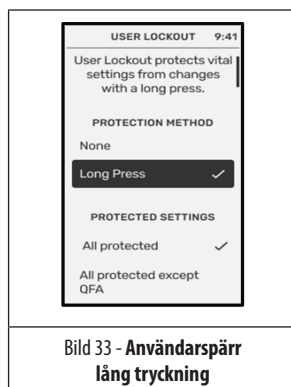 USER LOCKOUT 9:41
User Lockout protects vital
settings from changes
with a long press.
PROTECTION METHOD
None
Long Press
PROTECTED SETTINGS
All protected
All protected except
QFA
Bild 33 - Användarspärr
lång tryckning